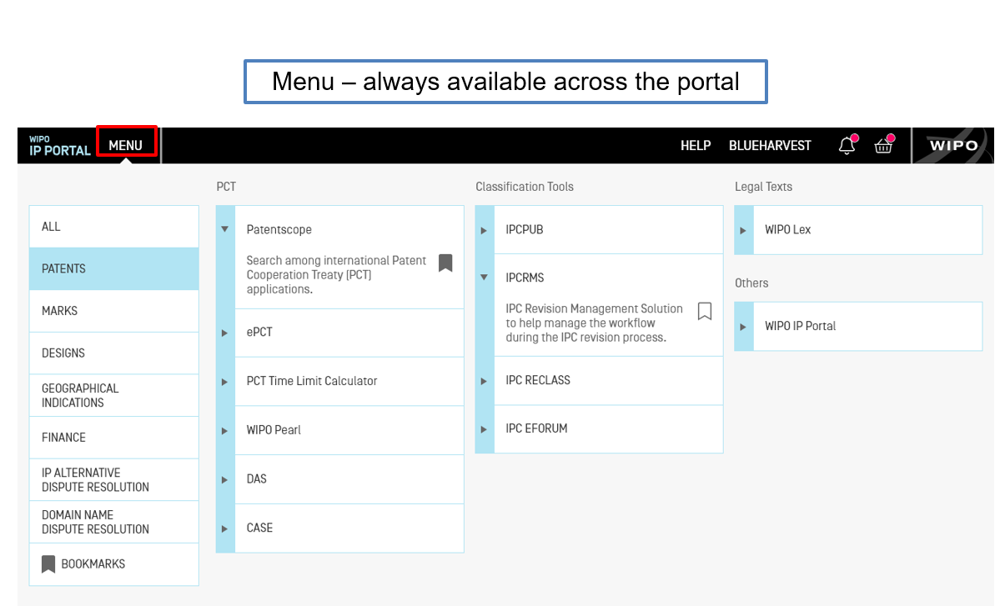 Menu – always available across the portal
WIPO
IP PORTAL
MENU
HELP
BLUEHARVEST
WIPO
ALL
PATENTS
MARKS
DESIGNS
GEOGRAPHICAL
INDICATIONS
FINANCE
IP ALTERNATIVE
DISPUTE RESOLUTION
DOMAIN NAME
DISPUTE RESOLUTION
BOOKMARKS
PCT
Patentscope
Search among international Patent
Cooperation Treaty (PCT)
applications.
ePCT
PCT Time Limit Calculator
WIPO Pearl
DAS
CASE
Classification Tools
IPCPUB
IPCRMS
IPC Revision Management Solution
to help manage the workflow
during the IPC revision process.
IPC RECLASS
IPC EFORUM
Legal Texts
WIPO Lex
Others
WIPO IP Portal